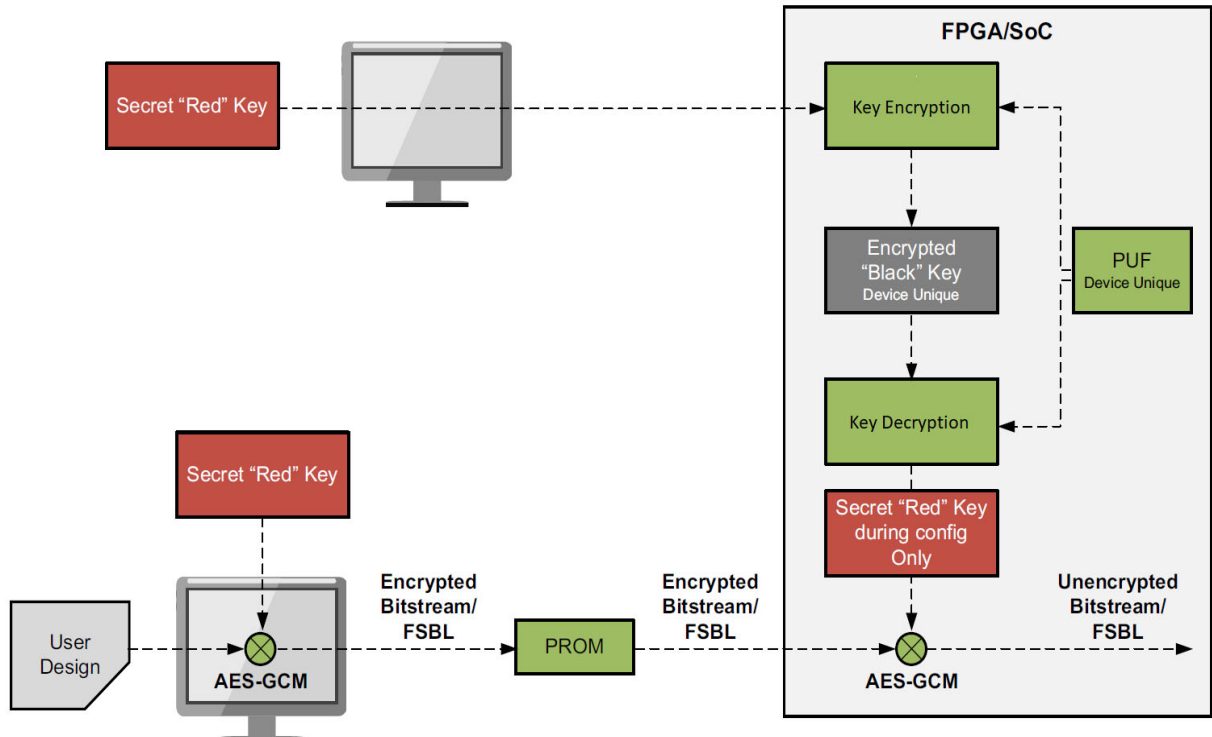 FPGA/SoC
Secret “Red” Key
Key Encryption
Encrypted
“Black” Key
Device Unique
PUF
Device Unique
Key Decryption
Secret “Red” Key
Secret “Red” Key
during config
Only
Encrypted
Bitstream/
FSBL
Encrypted
Bitstream/
FSBL
Unencrypted
Bitstream/
FSBL
User
Design
PROM
AES-GCM
AES-GCM